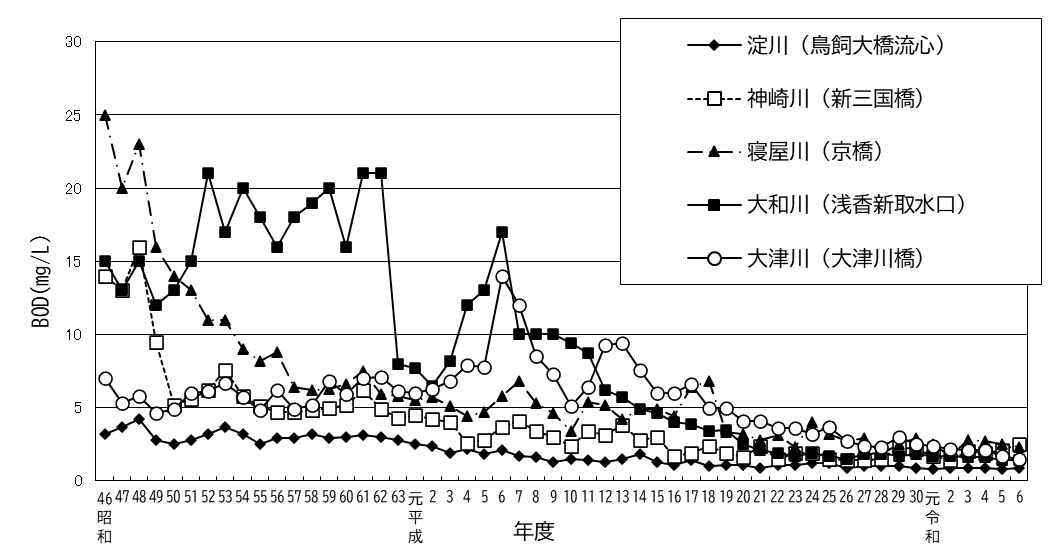 30
25
20
15
10
5
0
BOD(mg/L)
淀川（鳥飼大橋流心）
神崎川（新三国橋）
寝屋川（京橋）
大和川（浅香新取水口）
大津川（大津川橋）
46 47 48 49 50 51 52 53 54 55 56 57 58 59 60 61 62 63 元 2 3 4 5 6 7 8 9 10 11 12 13 14 15 16 17 18 19 20 21 22 23 24 25 26 27 28 29 30 元 2 3 4 5 6
昭和
平成
令和
年度